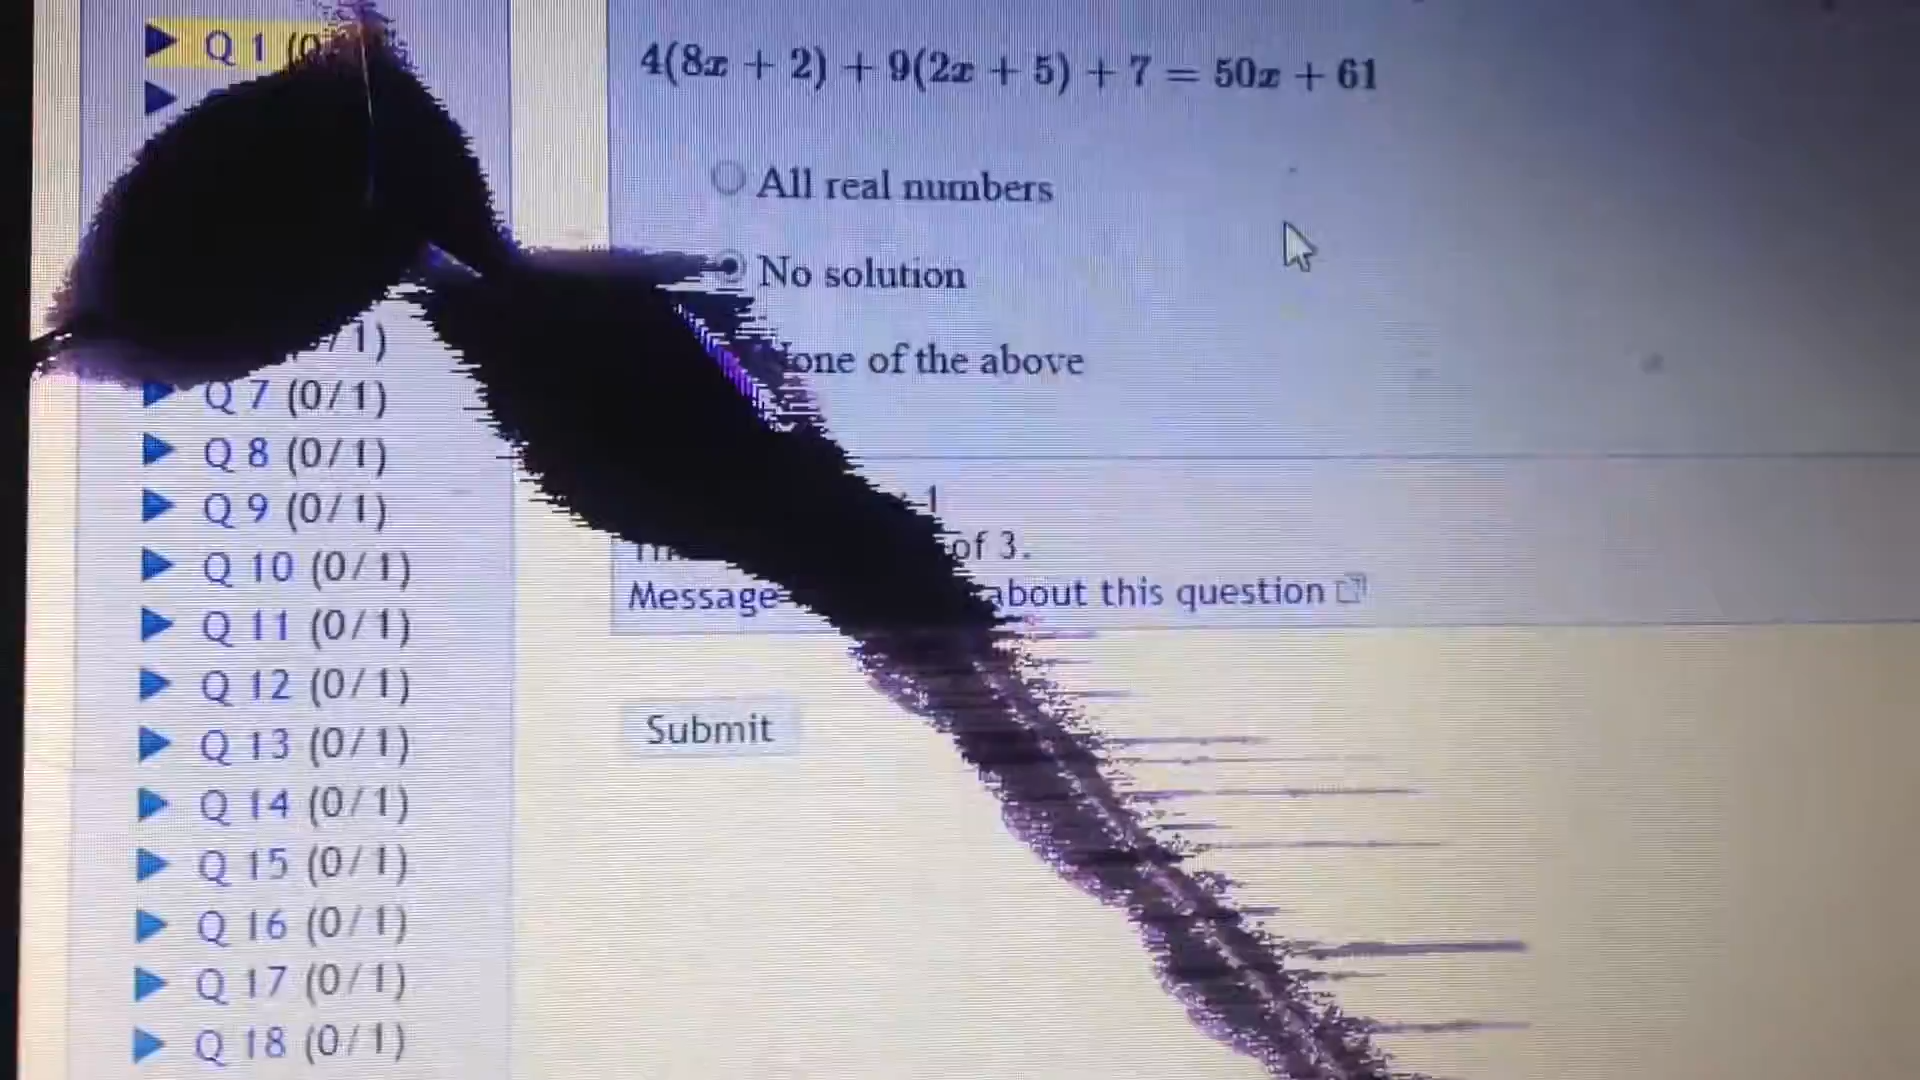 Q 1 (0
/1)
Q 7 (0/1)
Q 8 (0/1)
Q 9 (0/1)
Q 10 (0/1)
Q 11 (0/1)
Q 12 (0/1)
Q 13 (0/1)
Q 14 (0/1)
Q 15 (0/1)
Q 16 (0/1)
Q 17 (0/1)
Q 18 (0/1)
4(8x + 2) + 9(2x + 5) + 7 = 50x + 61
All real numbers
No solution
of the above
1
of 3.
Message about this question
Submit